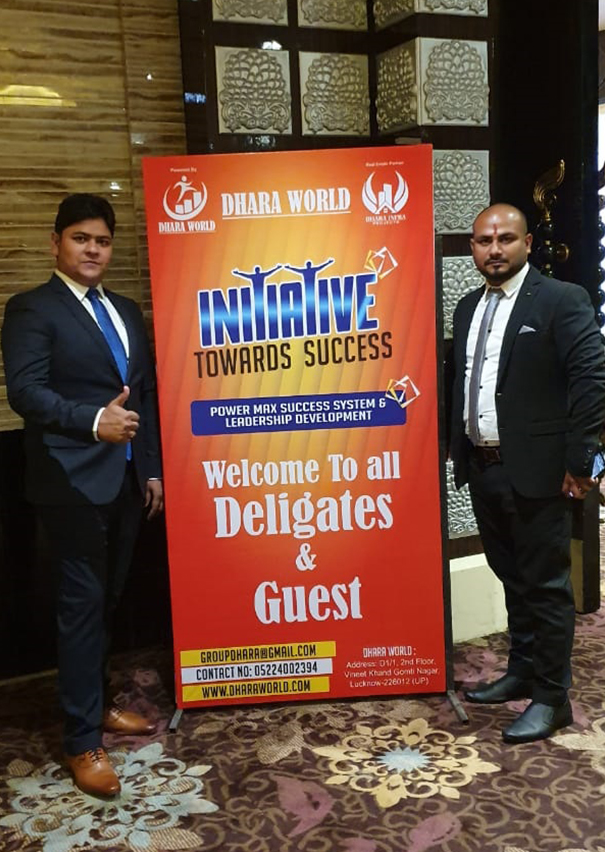 Powered By
DHARA WORLD
DHARA WORLD
Real Estate Partner
DHARA INFRA
PROJECTS
INITIATIVE
TOWARDS SUCCESS
POWER MAX SUCCESS SYSTEM &
LEADERSHIP DEVELOPMENT
Welcome To all
Deligates
&
Guest
GROUPDHARA@GMAIL.COM
CONTACT NO: 05224002394
WWW.DHARAWORLD.COM
DHARA WORLD :
Address: D1/1, 2nd Floor,
Vineet Khand Gomti Nagar,
Lucknow-226012 (UP)